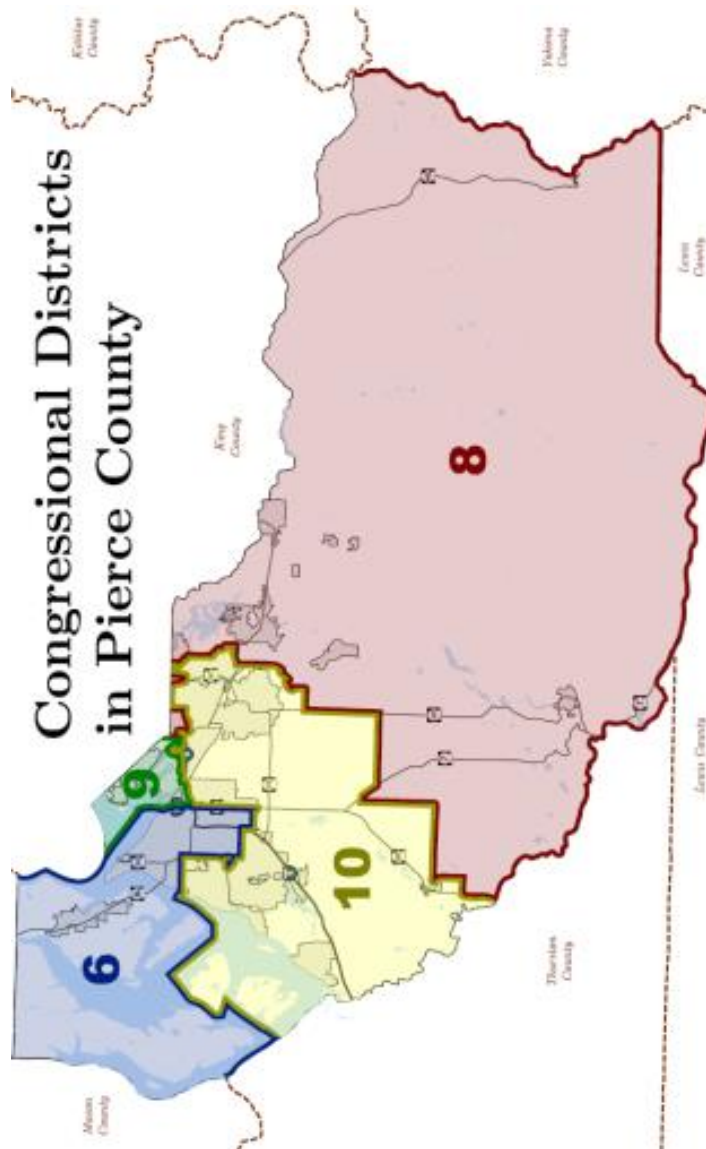 Congressional Districts
in Pierce County
Kittitas
County
King
County
Mason
County
Yakima
County
6
9
10
8
Thurston
County
Lewis
County
Lewis County